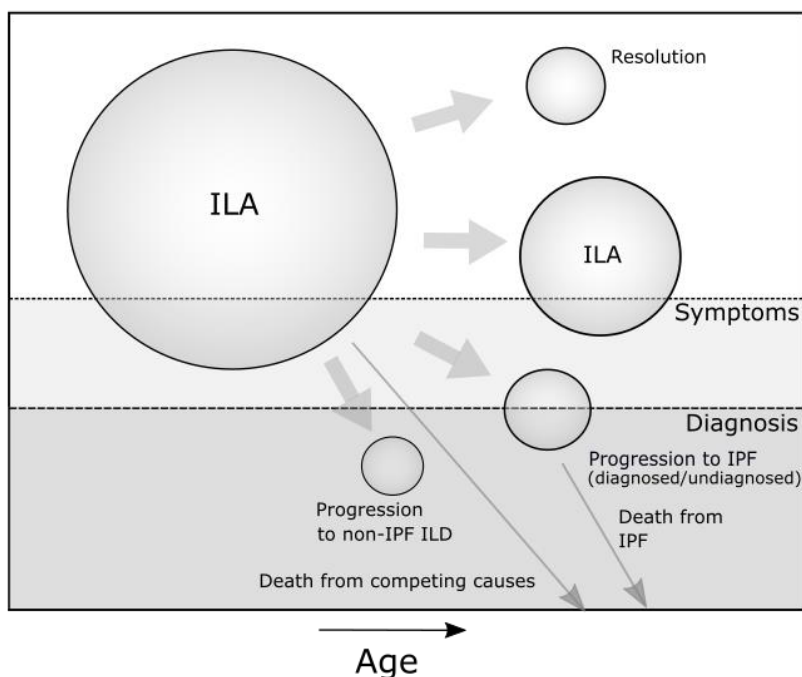 Resolution
ILA
ILA
Symptoms
Diagnosis
Progression to IPF
(diagnosed/undiagnosed)
Progression
to non-IPF ILD
Death from
IPF
Death from competing causes
Age